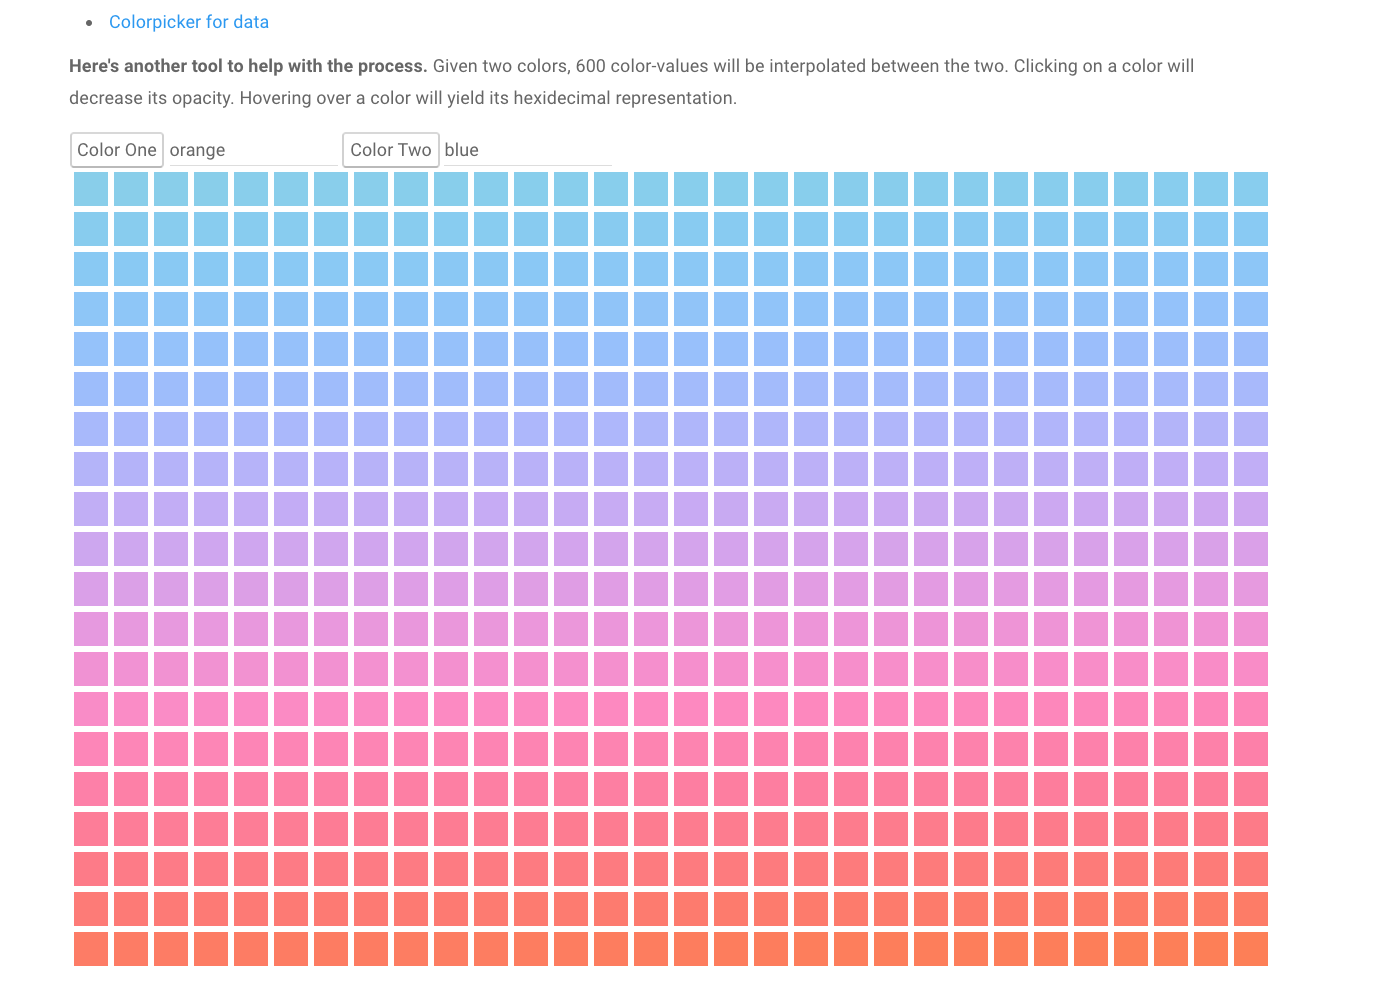 Colorpicker for data
Here's another tool to help with the process. Given two colors, 600 color-values will be interpolated between the two. Clicking on a color will
decrease its opacity. Hovering over a color will yield its hexidecimal representation.
Color One orange Color Two blue